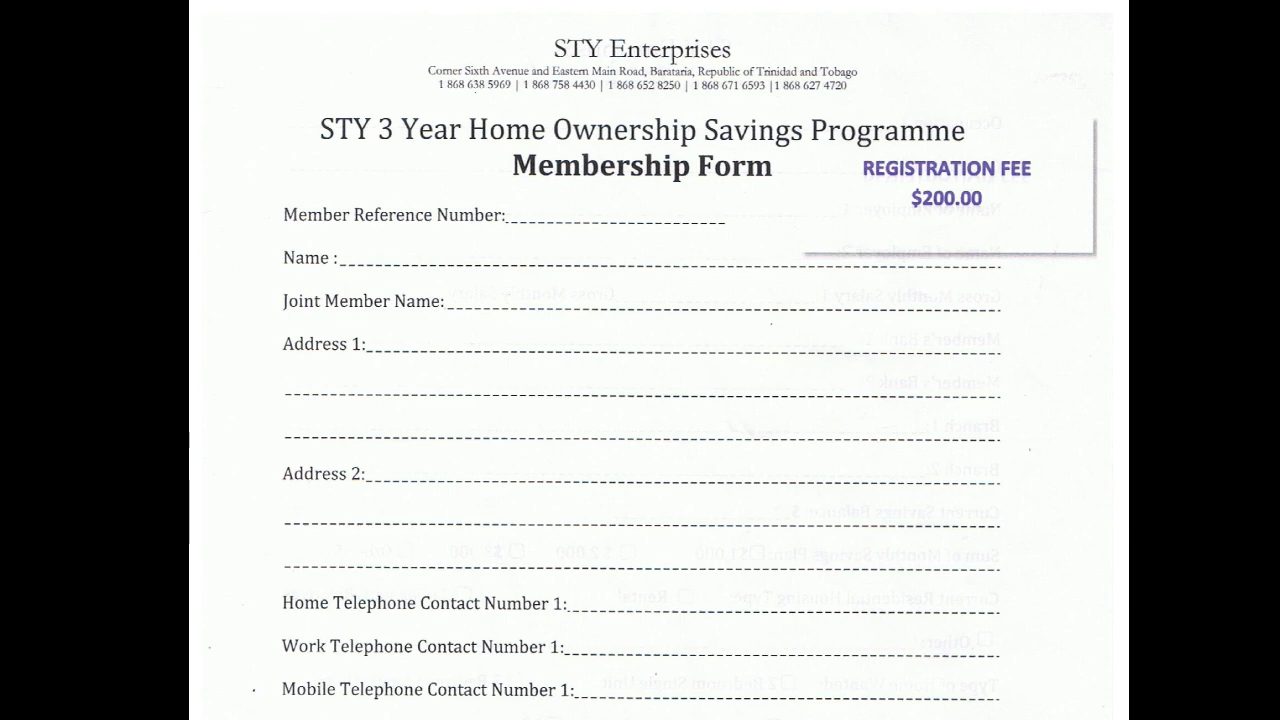 STY Enterprises
Corner Sixth Avenue and Eastern Main Road, Barataria, Republic of Trinidad and Tobago
1 868 638 5969 | 1 868 758 4430 | 1 868 652 8250 | 1 868 671 6593 |1 868 627 4720
STY 3 Year Home Ownership Savings Programme
Membership Form
REGISTRATION FEE
$200.00
Member Reference Number:
Name :
Joint Member Name:
Address 1:
Address 2:
Home Telephone Contact Number 1:
Work Telephone Contact Number 1:
Mobile Telephone Contact Number 1: